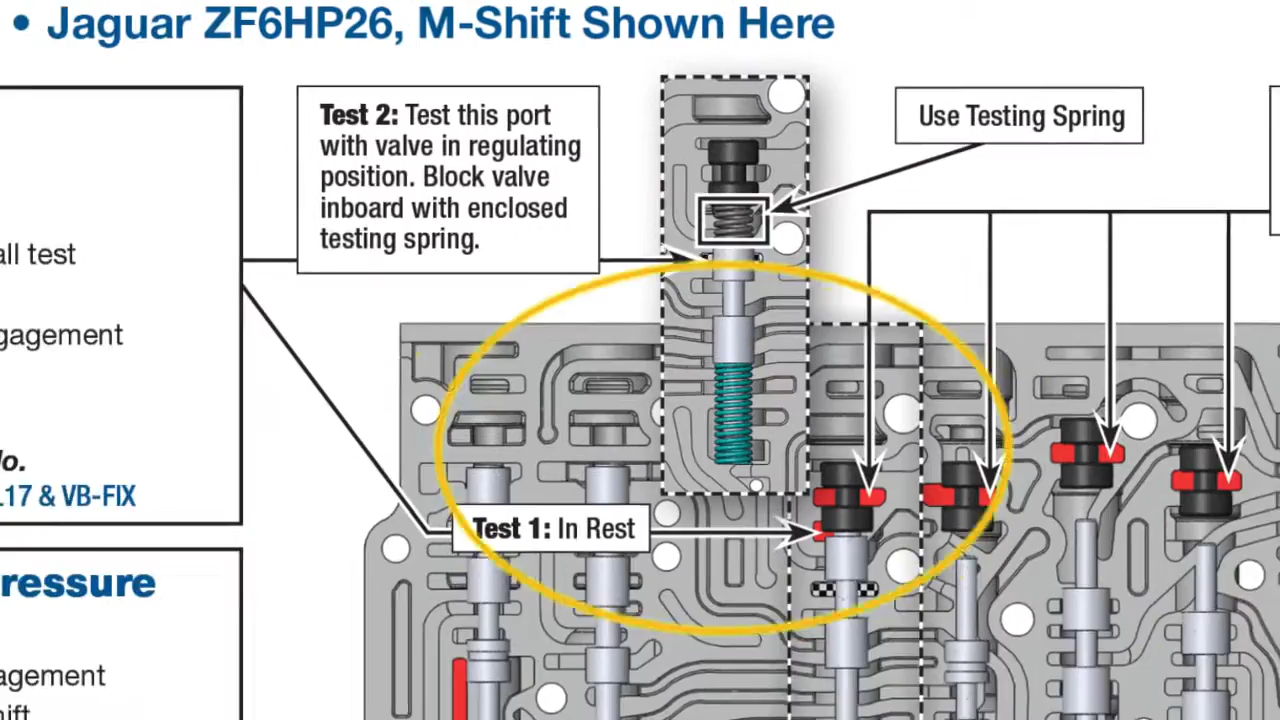 • Jaguar ZF6HP26, M-Shift Shown Here
Test 2: Test this port
with valve in regulating
position. Block valve
inboard with enclosed
testing spring.
Use Testing Spring
all test
gagement
lo.
L17 & VB-FIX
Test 1: In Rest
ressure
agement